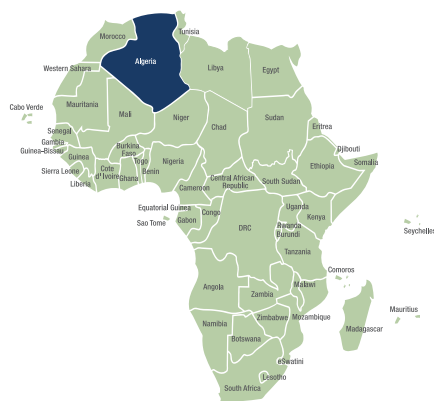 Morocco
Tunisia
Algeria
Libya
Egypt
Western Sahara
Mauritania
Mali
Niger
Chad
Sudan
Eritrea
Cabo Verde
Senegal
Gambia
Guinea-Bissau
Guinea
Sierra Leone
Liberia
Cote
d'Ivoire
Burkina
Faso
Ghana
Togo
Benin
Nigeria
Cameroon
Central African
Republic
South Sudan
Ethiopia
Djibouti
Somalia
Equatorial Guinea
Sao Tome
Gabon
Congo
DRC
Uganda
Kenya
Rwanda
Burundi
Tanzania
Seychelles
Comoros
Angola
Zambia
Malawi
Mozambique
Zimbabwe
Namibia
Botswana
Madagascar
Mauritius
eSwatini
Lesotho
South Africa